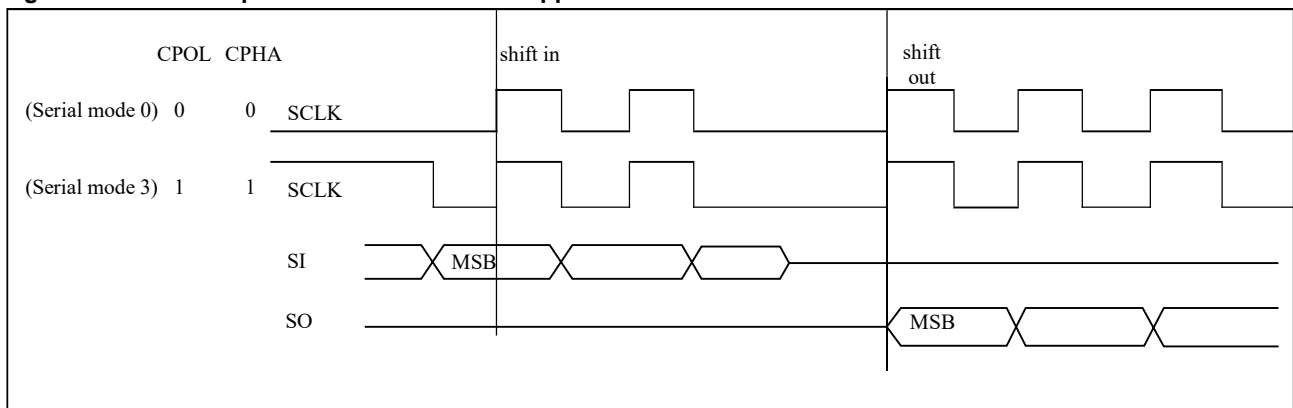 CPOL CPHA shift in shift
out
(Serial mode 0) 0 0 SCLK
(Serial mode 3) 1 1 SCLK
SI MSB
SO MSB